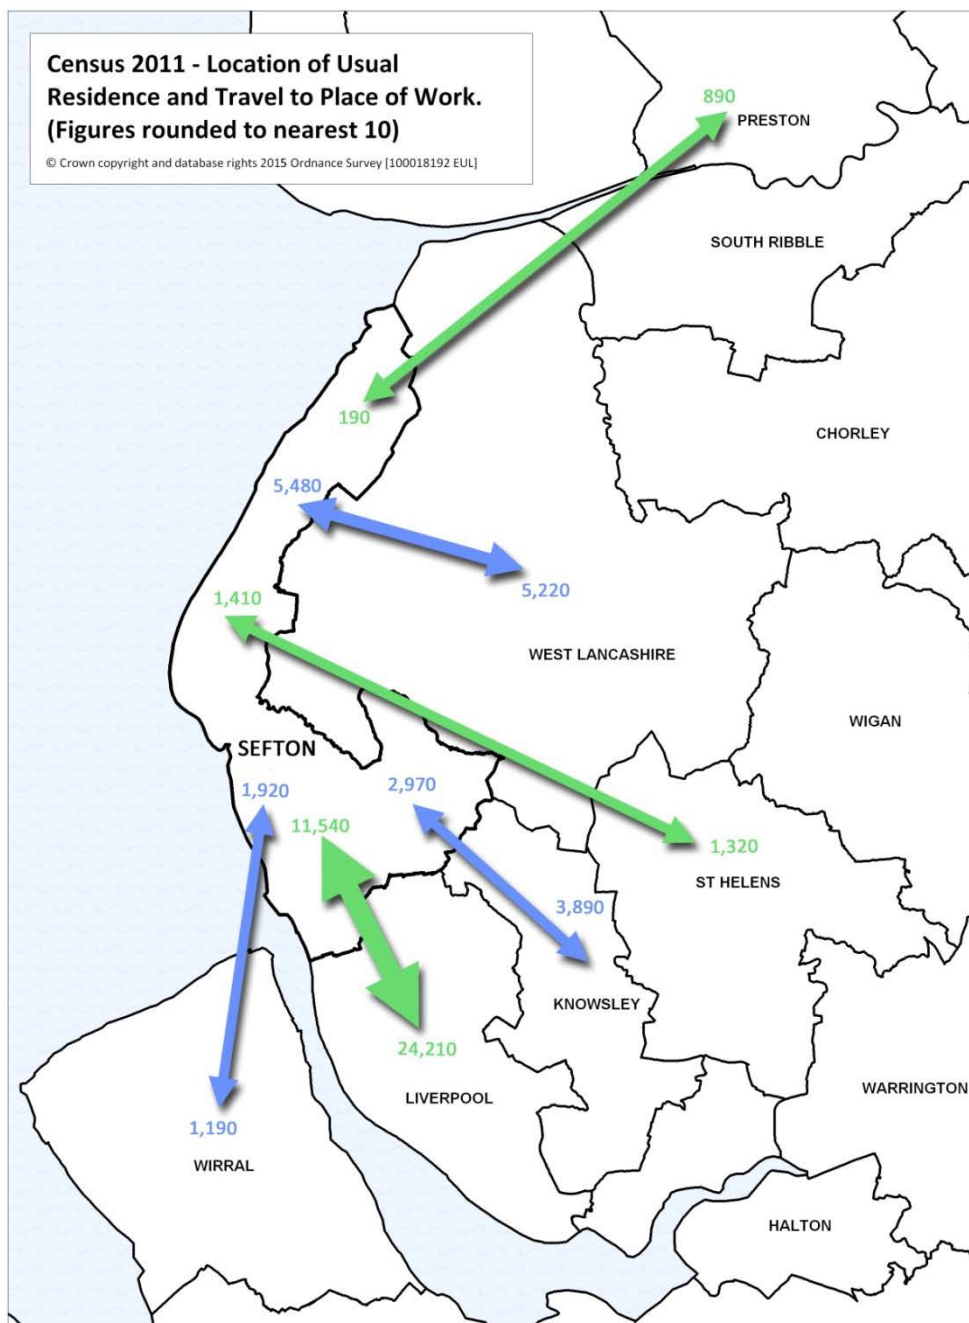 Census 2011 - Location of Usual
Residence and Travel to Place of Work.
(Figures rounded to nearest 10)
© Crown copyright and database rights 2015 Ordnance Survey [100018192 EUL]
890
PRESTON
SOUTH RIBBLE
190
CHORLEY
5,480
5,220
1,410
WEST LANCASHIRE
WIGAN
SEFTON
1,920
2,970
11,540
1,320
ST HELENS
3,890
KNOWSLEY
24,210
LIVERPOOL
WARRINGTON
1,190
WIRRAL
HALTON